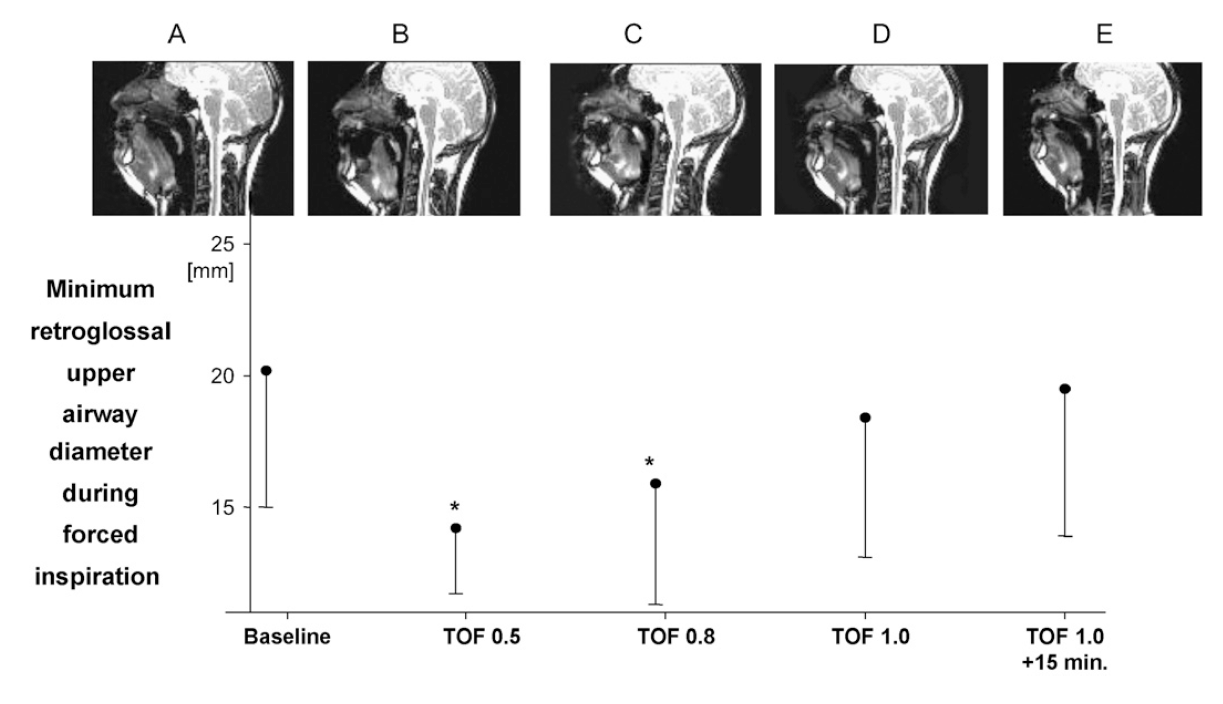 A B C D E
25
[mm]
Minimum
retroglossal
upper
airway
diameter
during
forced
inspiration
20
15
*
*
Baseline TOF 0.5 TOF 0.8 TOF 1.0 TOF 1.0
+15 min.